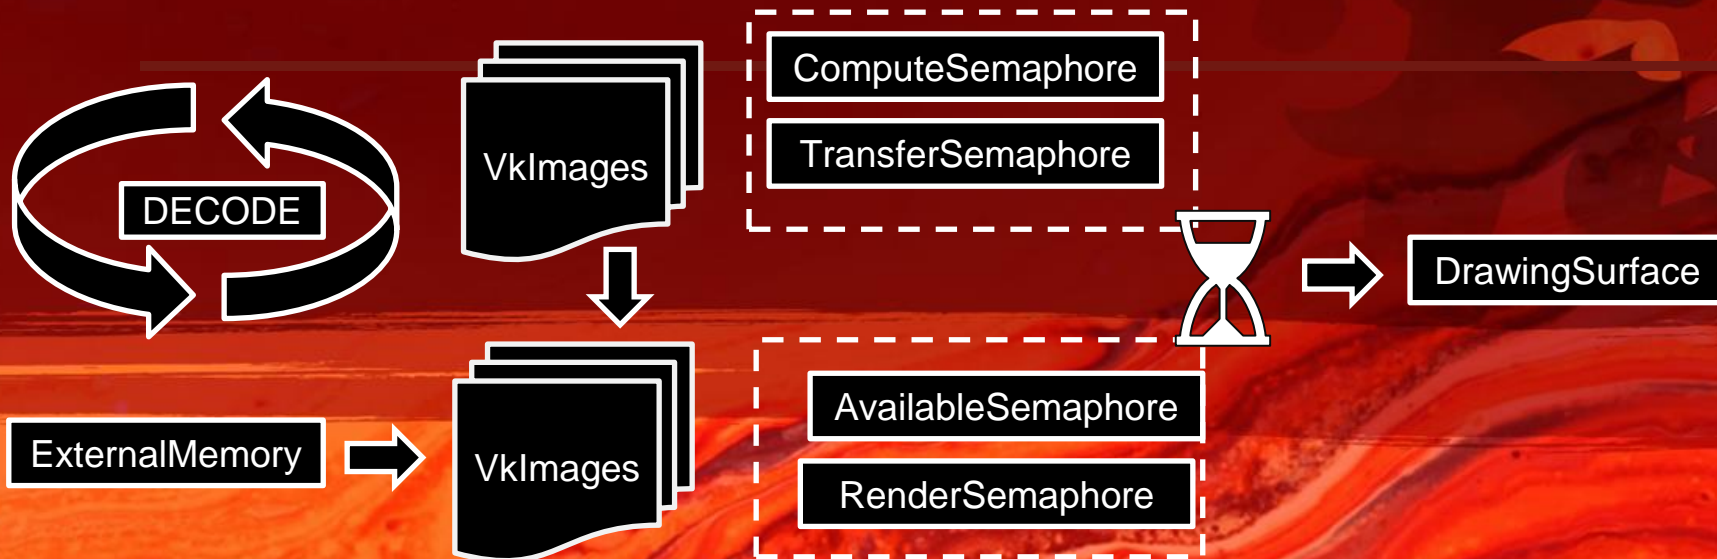 ComputeSemaphore
TransferSemaphore
VkImages
DECODE
DrawingSurface
AvailableSemaphore
ExternalMemory
VkImages
RenderSemaphore